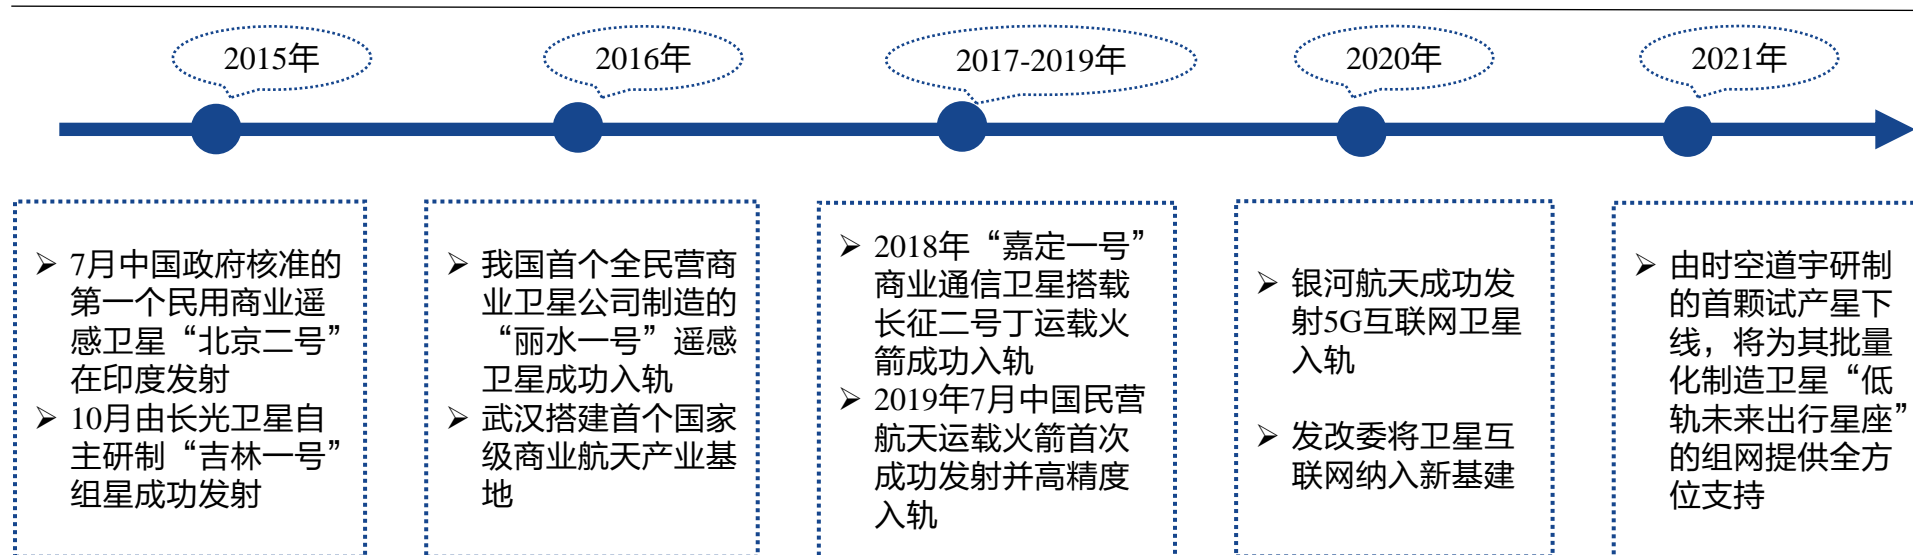 2015年
2016年
2017-2019年
2020年
2021年
➢ 7月中国政府核准的
第一个民用商业遥
感卫星“北京二号”
在印度发射
➢ 10月由长光卫星自
主研制“吉林一号”
组星成功发射
➢ 我国首个全民营商
业卫星公司制造的
“丽水一号”遥感
卫星成功入轨
➢ 武汉搭建首个国家
级商业航天产业基
地
➢ 2018年“嘉定一号”
商业通信卫星搭载
长征二号丁运载火
箭成功入轨
➢ 2019年7月中国民营
航天运载火箭首次
成功发射并高精度
入轨
➢ 银河航天成功发
射5G互联网卫星
入轨
➢ 发改委将卫星互
联网纳入新基建
➢ 由时空道宇研制
的首颗试产星下
线，将为其批量
化制造卫星“低
轨未来出行星座”
的组网提供全方
位支持